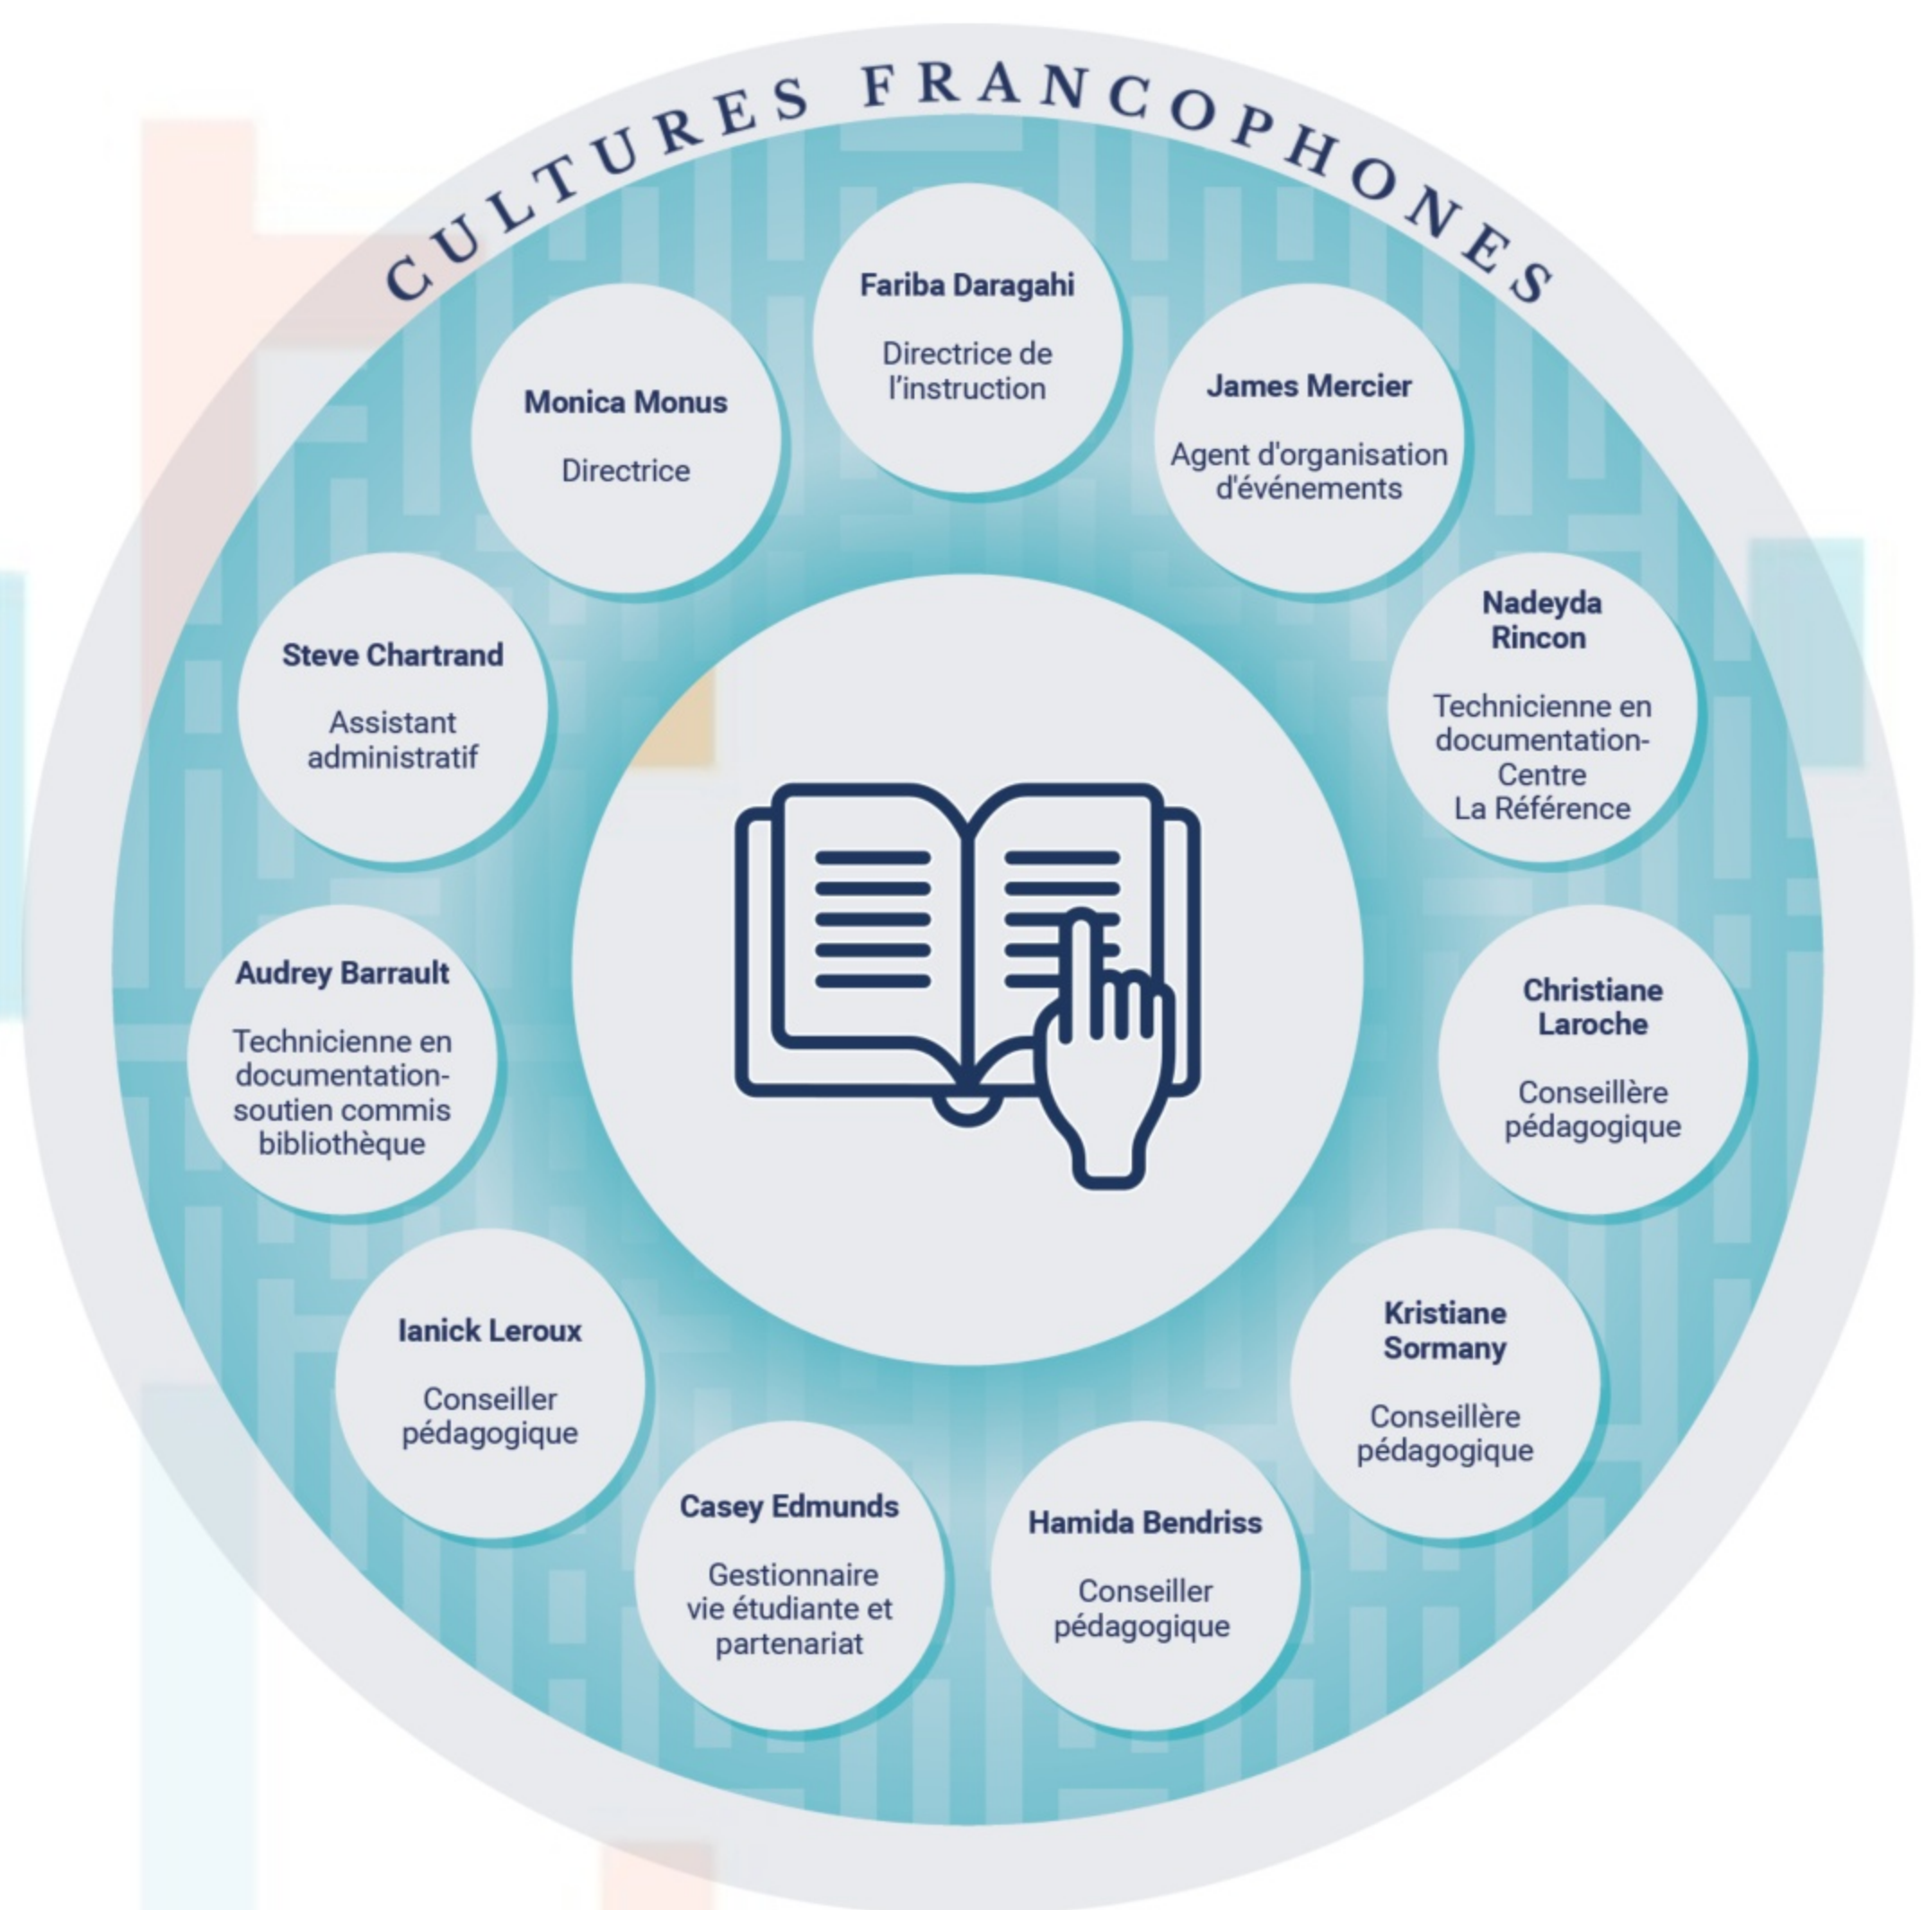 CULTURES FRANCOPHONES
Fariba Daragahi
Directrice de
l’instruction
James Mercier
Agent d'organisation
d'événements
Nadeyda
Rincon
Technicienne en
documentation-
Centre
La Référence
Christiane
Laroche
Conseillère
pédagogique
Kristiane
Sormany
Conseillère
pédagogique
Hamida Bendriss
Conseiller
pédagogique
Casey Edmunds
Gestionnaire
vie étudiante et
partenariat
Ianick Leroux
Conseiller
pédagogique
Audrey Barrault
Technicienne en
documentation-
soutien commis
bibliothèque
Steve Chartrand
Assistant
administratif
Monica Monus
Directrice